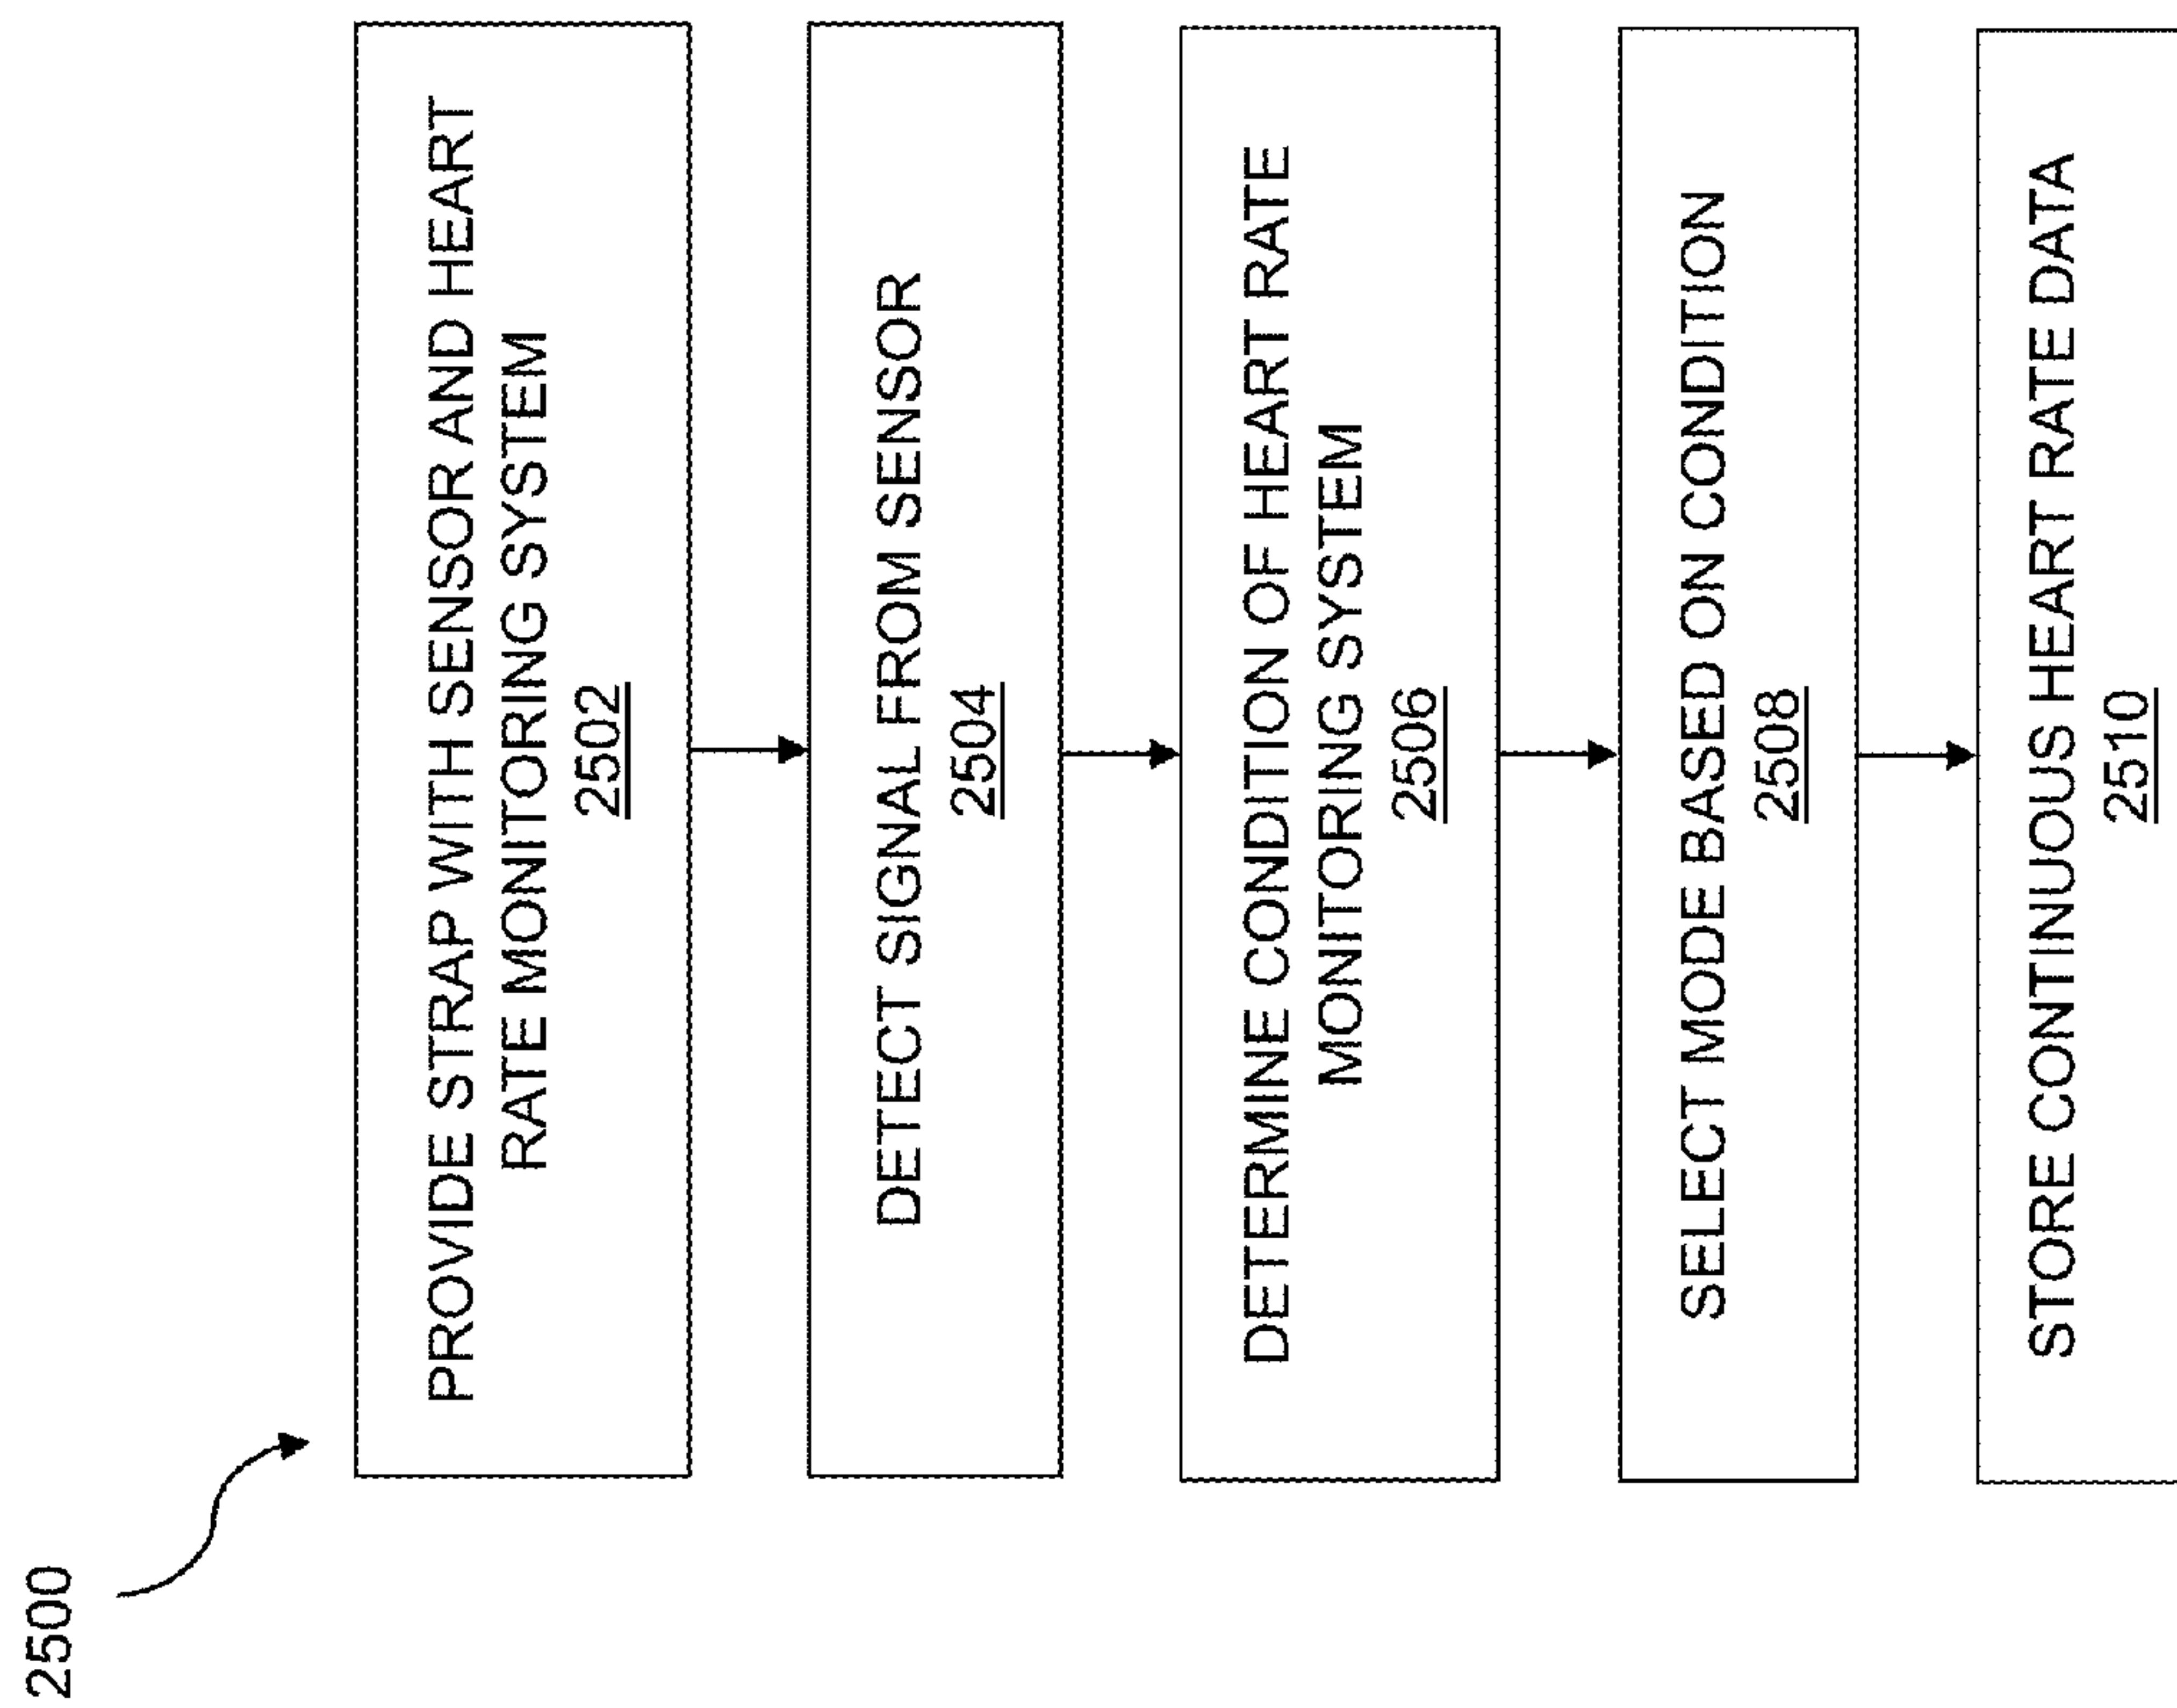 2500
PROVIDE STRAP WITH SENSOR AND HEART
RATE MONITORING SYSTEM
2502
DETECT SIGNAL FROM SENSOR
2504
DETERMINE CONDITION OF HEART RATE
MONITORING SYSTEM
2506
SELECT MODE BASED ON CONDITION
2508
STORE CONTINUOUS HEART RATE DATA
2510